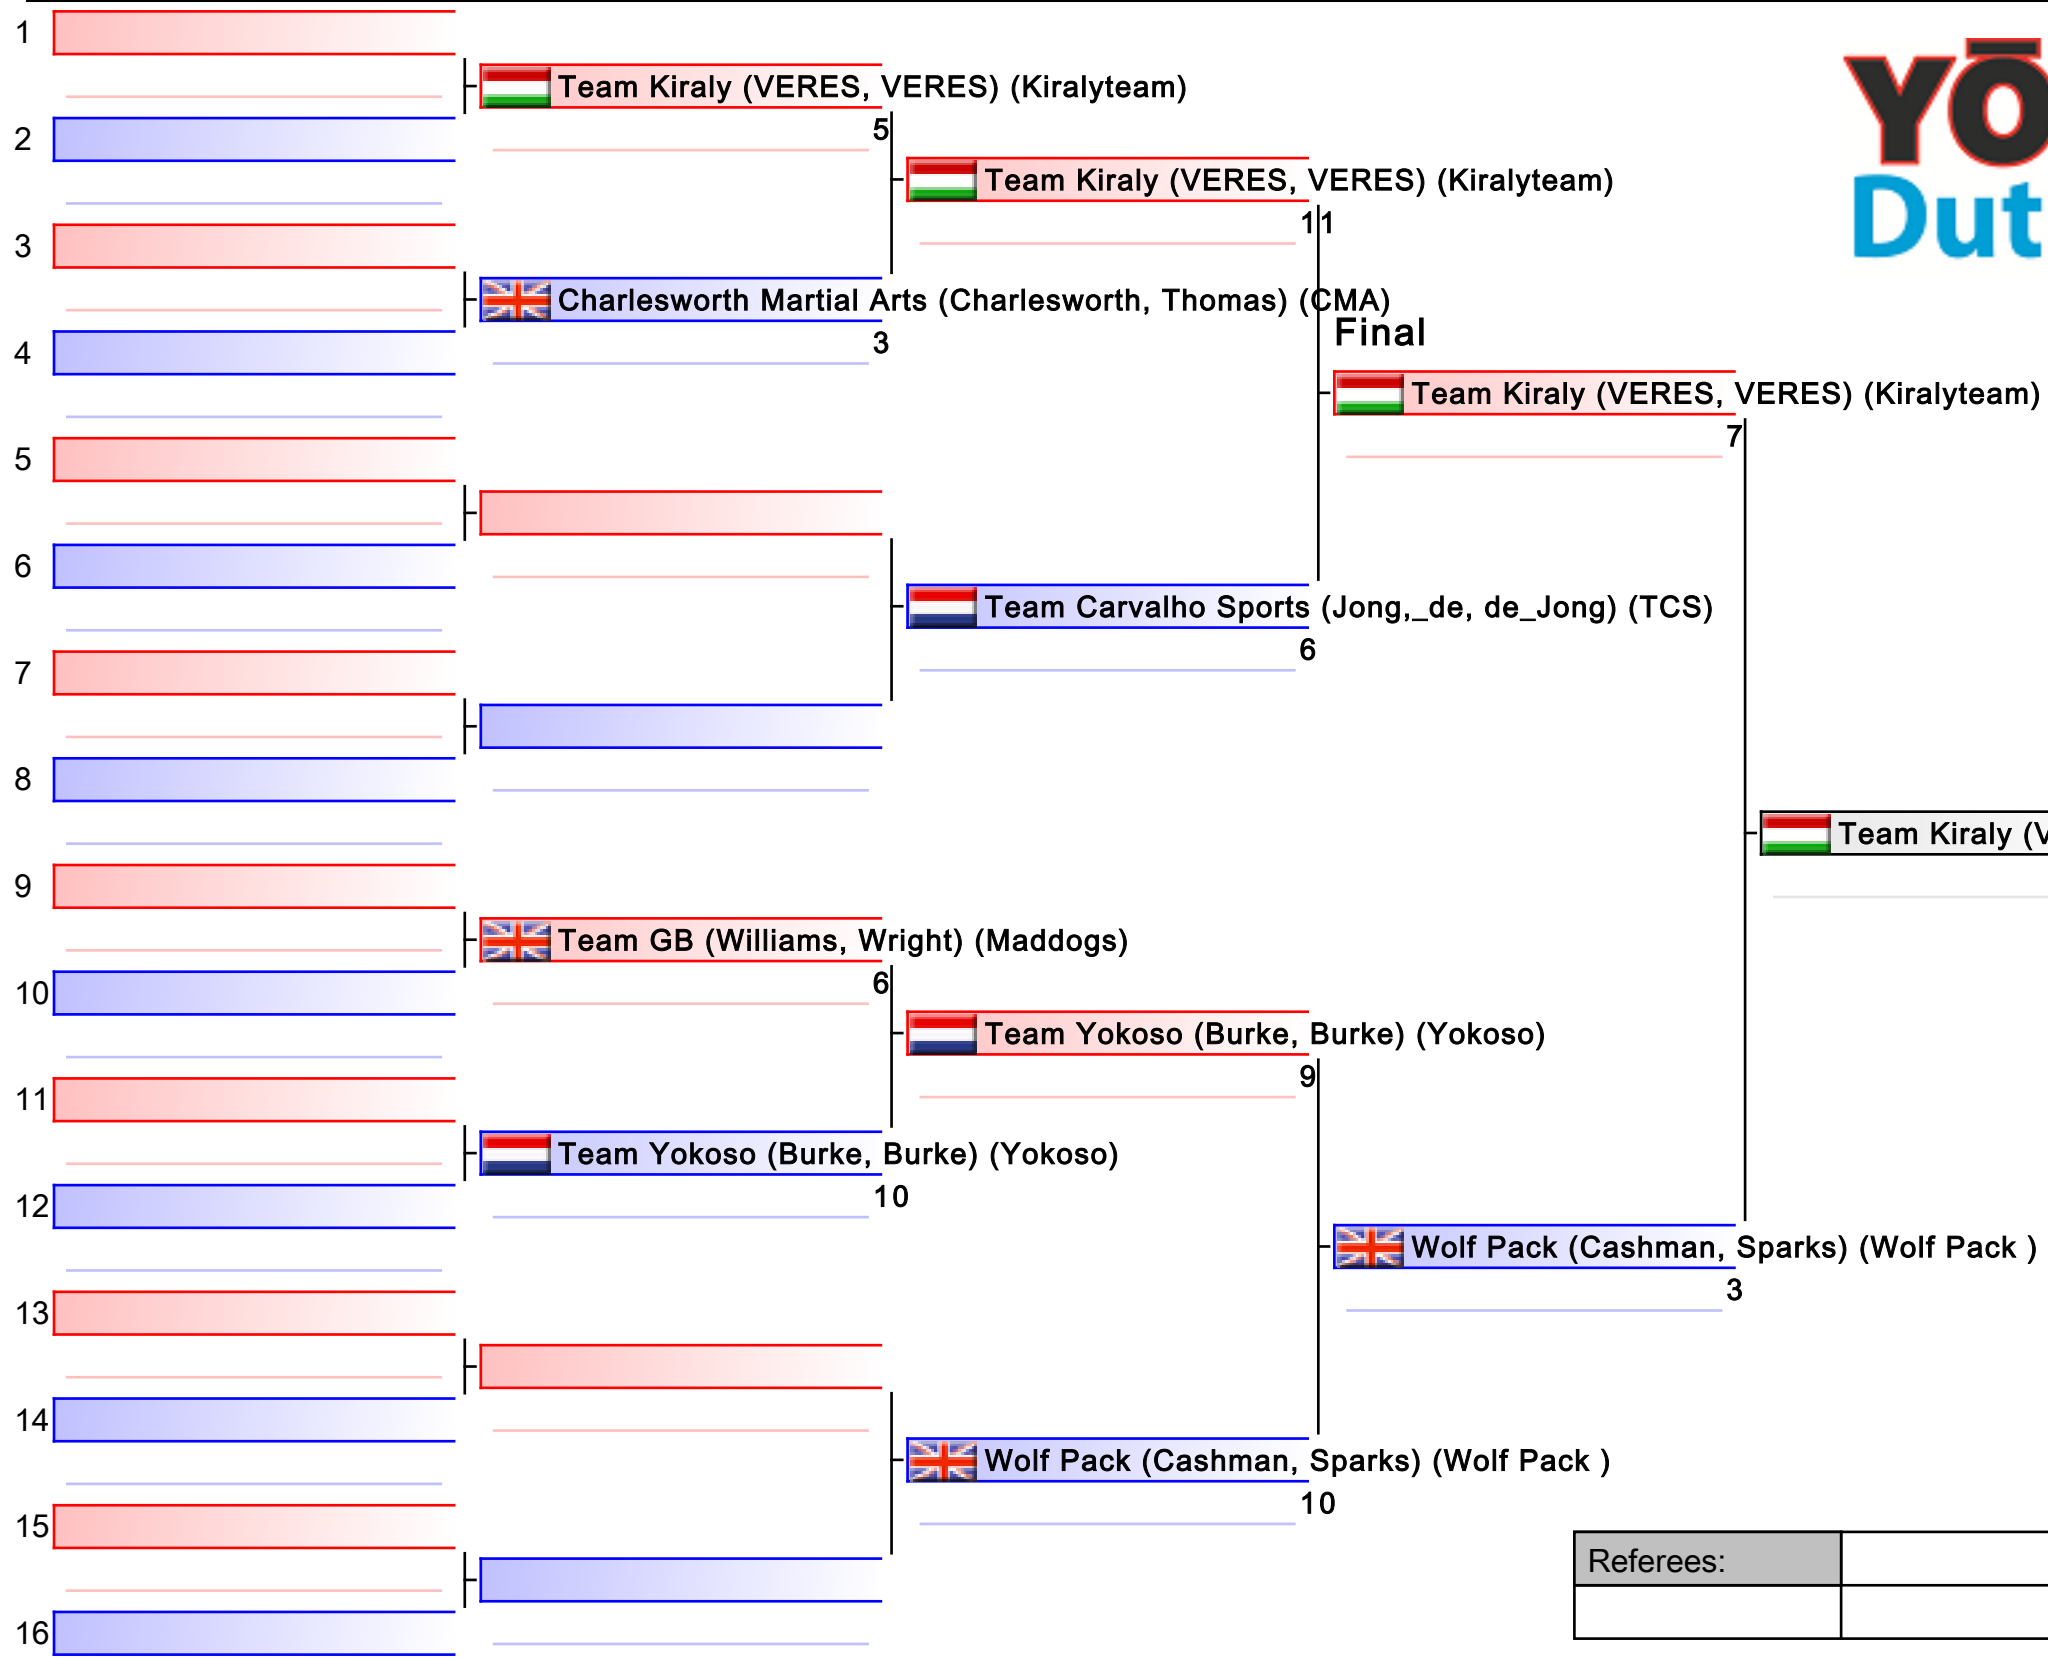 1
Team Kiraly (VERES, VERES) (Kiralyteam)
5
2
Team Kiraly (VERES, VERES) (Kiralyteam)
11
YŌ
Dut
3
Charlesworth Martial Arts (Charlesworth, Thomas) (CMA)
3
4
Final
Team Kiraly (VERES, VERES) (Kiralyteam)
7
5
6
Team Carvalho Sports (Jong,_de, de_Jong) (TCS)
6
7
8
Team Kiraly (V
9
Team GB (Williams, Wright) (Maddogs)
6
10
Team Yokoso (Burke, Burke) (Yokoso)
9
11
Team Yokoso (Burke, Burke) (Yokoso)
10
12
Wolf Pack (Cashman, Sparks) (Wolf Pack )
3
13
14
Wolf Pack (Cashman, Sparks) (Wolf Pack )
10
15
Referees:
16